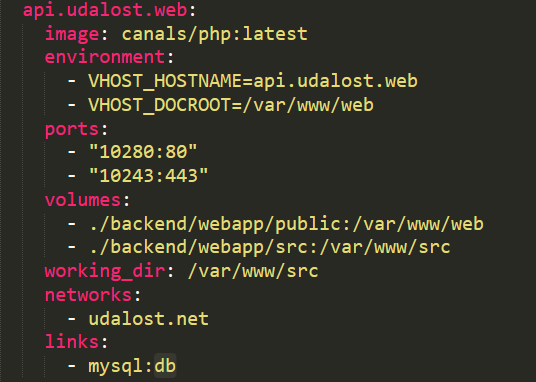 api.udalost.web:
  image: canals/php:latest
  environment:
    - VHOST_HOSTNAME=api.udalost.web
    - VHOST_DOCROOT=/var/www/web
  ports:
    - "10280:80"
    - "10243:443"
  volumes:
    - ./backend/webapp/public:/var/www/web
    - ./backend/webapp/src:/var/www/src
  working_dir: /var/www/src
  networks:
    - udalost.net
  links:
    - mysql:db